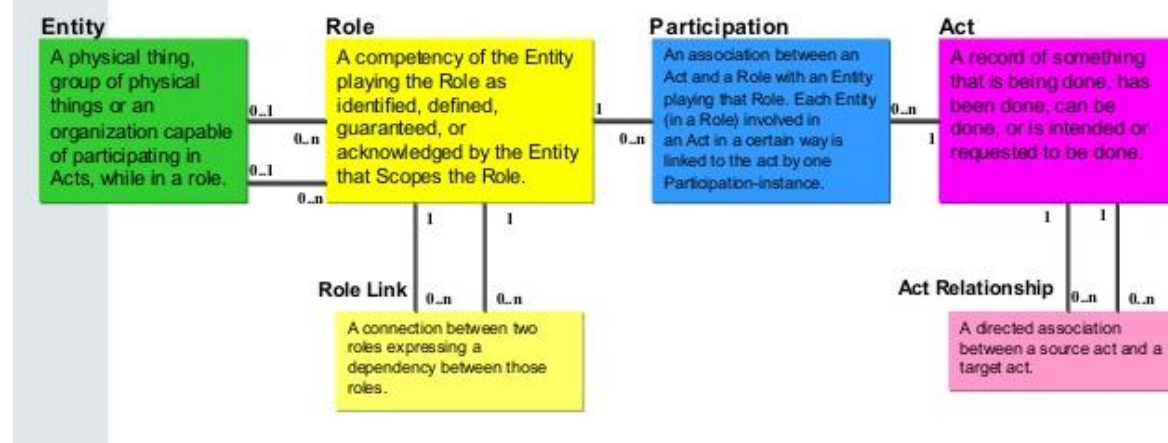 Entity
A physical thing,
group of physical
things or an
organization capable
of participating in
Acts, while in a role.
0..1
0..n
0..1
0..n
Role
A competency of the Entity
playing the Role as
identified, defined,
guaranteed, or
acknowledged by the Entity
that Scopes the Role.
1
0..n
Participation
An association between an
Act and a Role with an Entity
playing that Role. Each Entity
(in a Role) involved in
an Act in a certain way is
linked to the act by one
Participation-instance.
0..n
1
Act
A record of something
that is being done, has
been done, can be
done, or is intended or
requested to be done.
1
1
Role Link
0..n
0..n
A connection between two
roles expressing a
dependency between those
roles.
1
1
Act Relationship
0..n
0..n
A directed association
between a source act and a
target act.